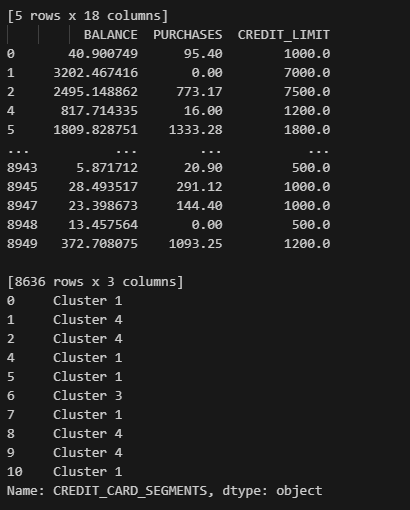 [5 rows x 18 columns]
BALANCE PURCHASES CREDIT_LIMIT
0 40.900749 95.40 1000.0
1 3202.467416 0.00 7000.0
2 2495.148862 773.17 7500.0
4 817.714335 16.00 1200.0
5 1809.828751 1333.28 1800.0
... ... ... ...
8943 5.871712 20.90 500.0
8945 28.493517 291.12 1000.0
8947 23.398673 144.40 1000.0
8948 13.457564 0.00 500.0
8949 372.708075 1093.25 1200.0
[8636 rows x 3 columns]
0 Cluster 1
1 Cluster 4
2 Cluster 4
4 Cluster 1
5 Cluster 1
6 Cluster 3
7 Cluster 1
8 Cluster 4
9 Cluster 4
10 Cluster 1
Name: CREDIT_CARD_SEGMENTS, dtype: object